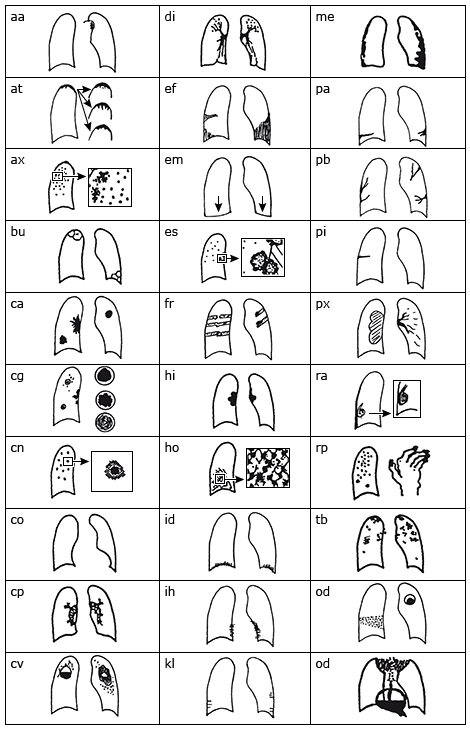 aa di me
at ef pa
ax em pb
bu es pi
ca fr px
cg hi ra
cn ho rp
co id tb
cp ih od
cv kl od